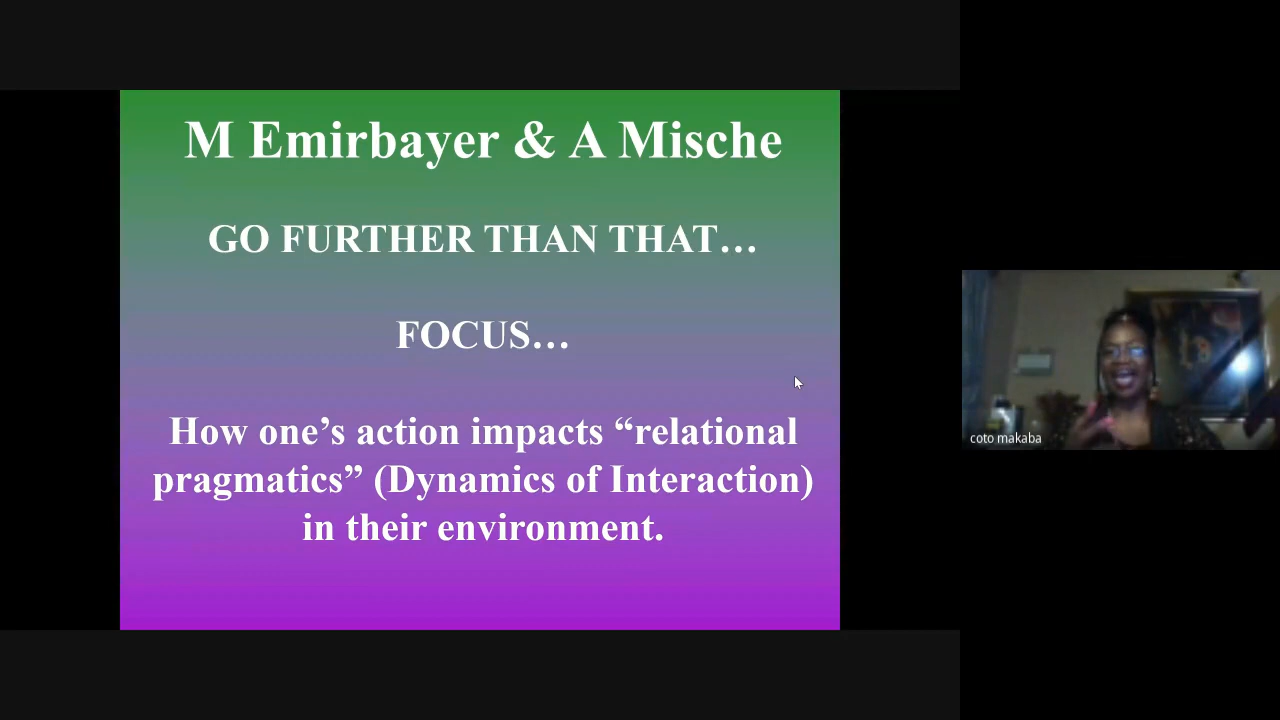 M Emirbayer & A Mische
GO FURTHER THAN THAT…
FOCUS…
How one’s action impacts “relational
pragmatics” (Dynamics of Interaction)
in their environment.
coto makaba